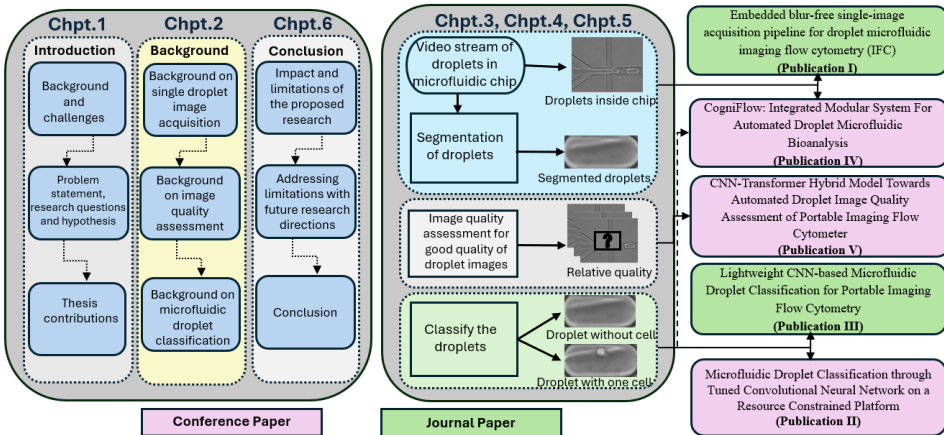 Chpt.1
Chpt.2
Chpt.6
Introduction
Background and challenges
Problem statement,
research questions
and hypothesis
Thesis
contributions
Background
Background on
single droplet
image
acquisition
Background
on image
quality
assessment
Background on
microfluidic
droplet
classification
Conclusion
Impact and
limitations of
the proposed
research
Addressing
limitations with
future research
directions
Conclusion
Chpt.3, Chpt.4, Chpt.5
Video stream of
droplets in
microfluidic chip
Droplets inside chip
Segmentation
of droplets
Segmented droplets
Image quality
assessment for
good quality of
droplet images
?
Relative quality
Classify the
droplets
Droplet without cell
Droplet with one cell
Embedded blur-free single-image
acquisition pipeline for droplet microfluidic
imaging flow cytometry (IFC)
(Publication I)
CogniFlow: Integrated Modular System For
Automated Droplet Microfluidic
Bioanalysis
(Publication IV)
CNN-Transformer Hybrid Model Towards
Automated Droplet Image Quality
Assessment of Portable Imaging Flow
Cytometer
(Publication V)
Lightweight CNN-based Microfluidic
Droplet Classification for Portable Imaging
Flow Cytometry
(Publication III)
Microfluidic Droplet Classification through
Tuned Convolutional Neural Network on a
Resource Constrained Platform
(Publication II)
Conference Paper
Journal Paper